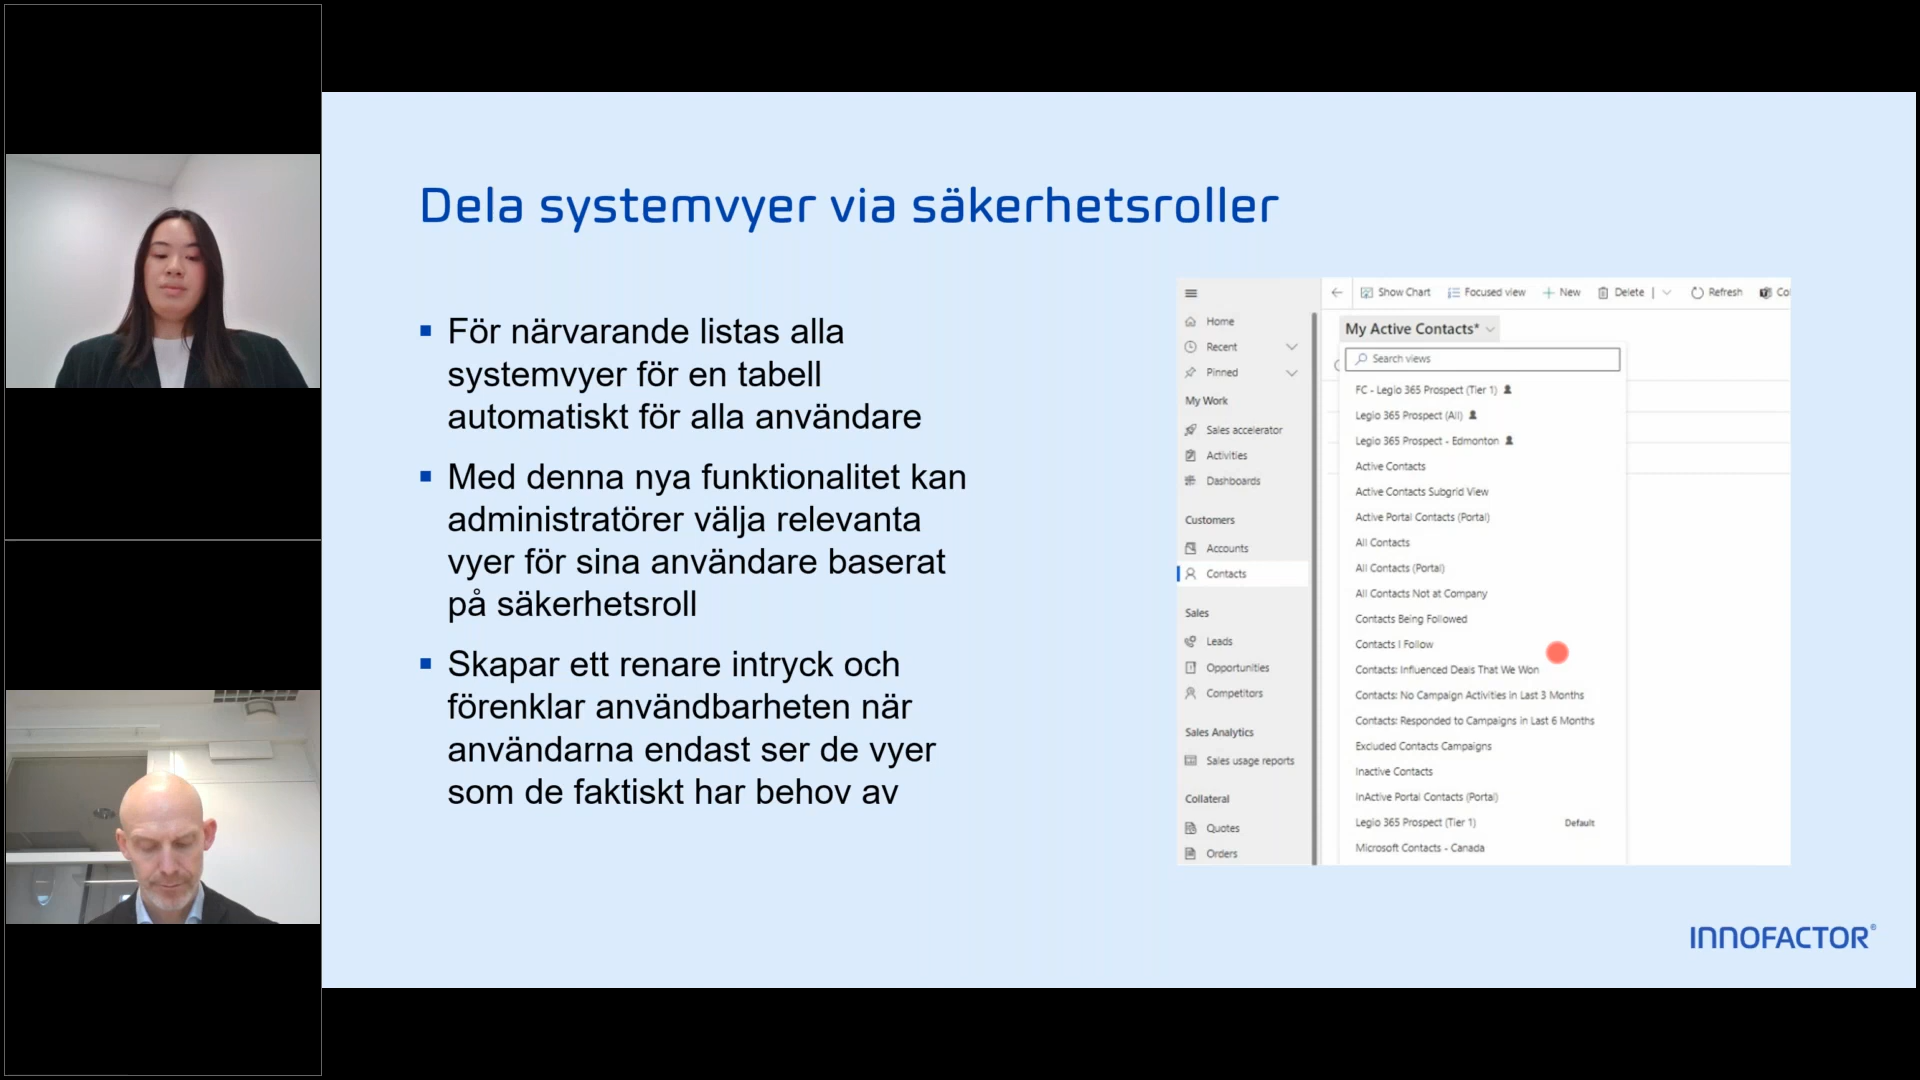 Dela systemvyer via säkerhetsroller
För närvarande listas alla
systemvyer för en tabell
automatiskt för alla användare
Med denna nya funktionalitet kan
administratörer välja relevanta
vyer för sina användare baserat
på säkerhetsroll
Skapar ett renare intryck och
förenklar användbarheten när
användarna endast ser de vyer
som de faktiskt har behov av
Home
Recent
Pinned
My Work
Sales accelerator
Activities
Dashboards
Customers
Accounts
Contacts
Sales
Leads
Opportunities
Competitors
Sales Analytics
Sales usage reports
Collateral
Quotes
Orders
Show Chart Focused view New Delete Refresh Co
My Active Contacts*
Search views
FC - Legio 365 Prospect (Tier 1)
Legio 365 Prospect (All)
Legio 365 Prospect - Edmonton
Active Contacts
Active Contacts Subgrid View
Active Portal Contacts (Portal)
All Contacts
All Contacts (Portal)
All Contacts Not at Company
Contacts Being Followed
Contacts I Follow
Contacts: Influenced Deals That We Won
Contacts: No Campaign Activities in Last 3 Months
Contacts: Responded to Campaigns in Last 6 Months
Excluded Contacts Campaigns
Inactive Contacts
InActive Portal Contacts (Portal)
Legio 365 Prospect (Tier 1) Default
Microsoft Contacts - Canada
INNOFACTOR®